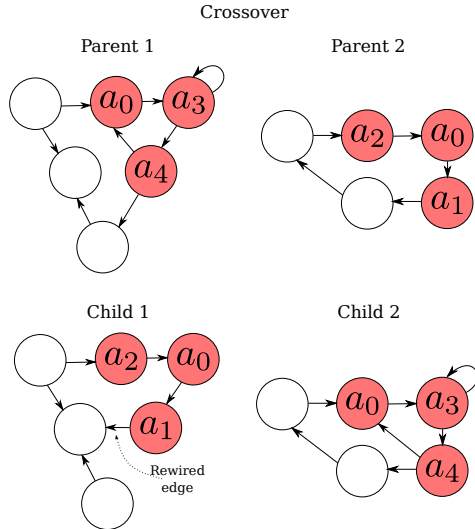 Crossover
Parent 1
Parent 2
a0 a3
a4
a2 a0
a1
Child 1
Child 2
a2 a0
a1
Rewired
edge
a0 a3
a4